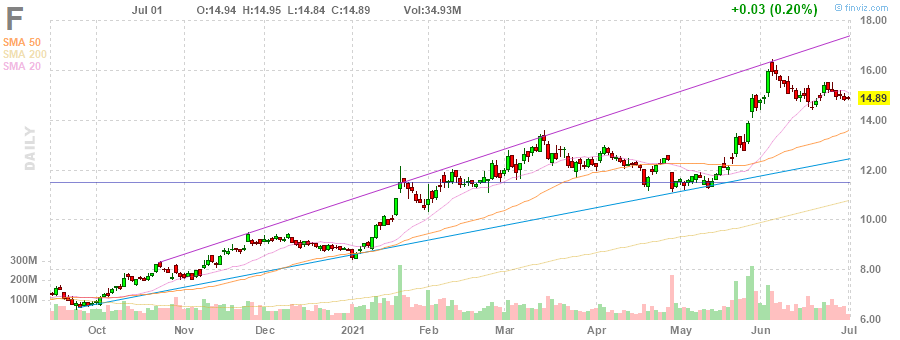 F
Jul 01 O:14.94 H:14.95 L:14.84 C:14.89 Vol:34.93M +0.03 (0.20%) © finviz.com
SMA 50
SMA 200
SMA 20
DAILY
18.00
16.00
14.89
14.00
12.00
10.00
8.00
6.00
300M
200M
100M
Oct Nov Dec 2021 Feb Mar Apr May Jun Jul